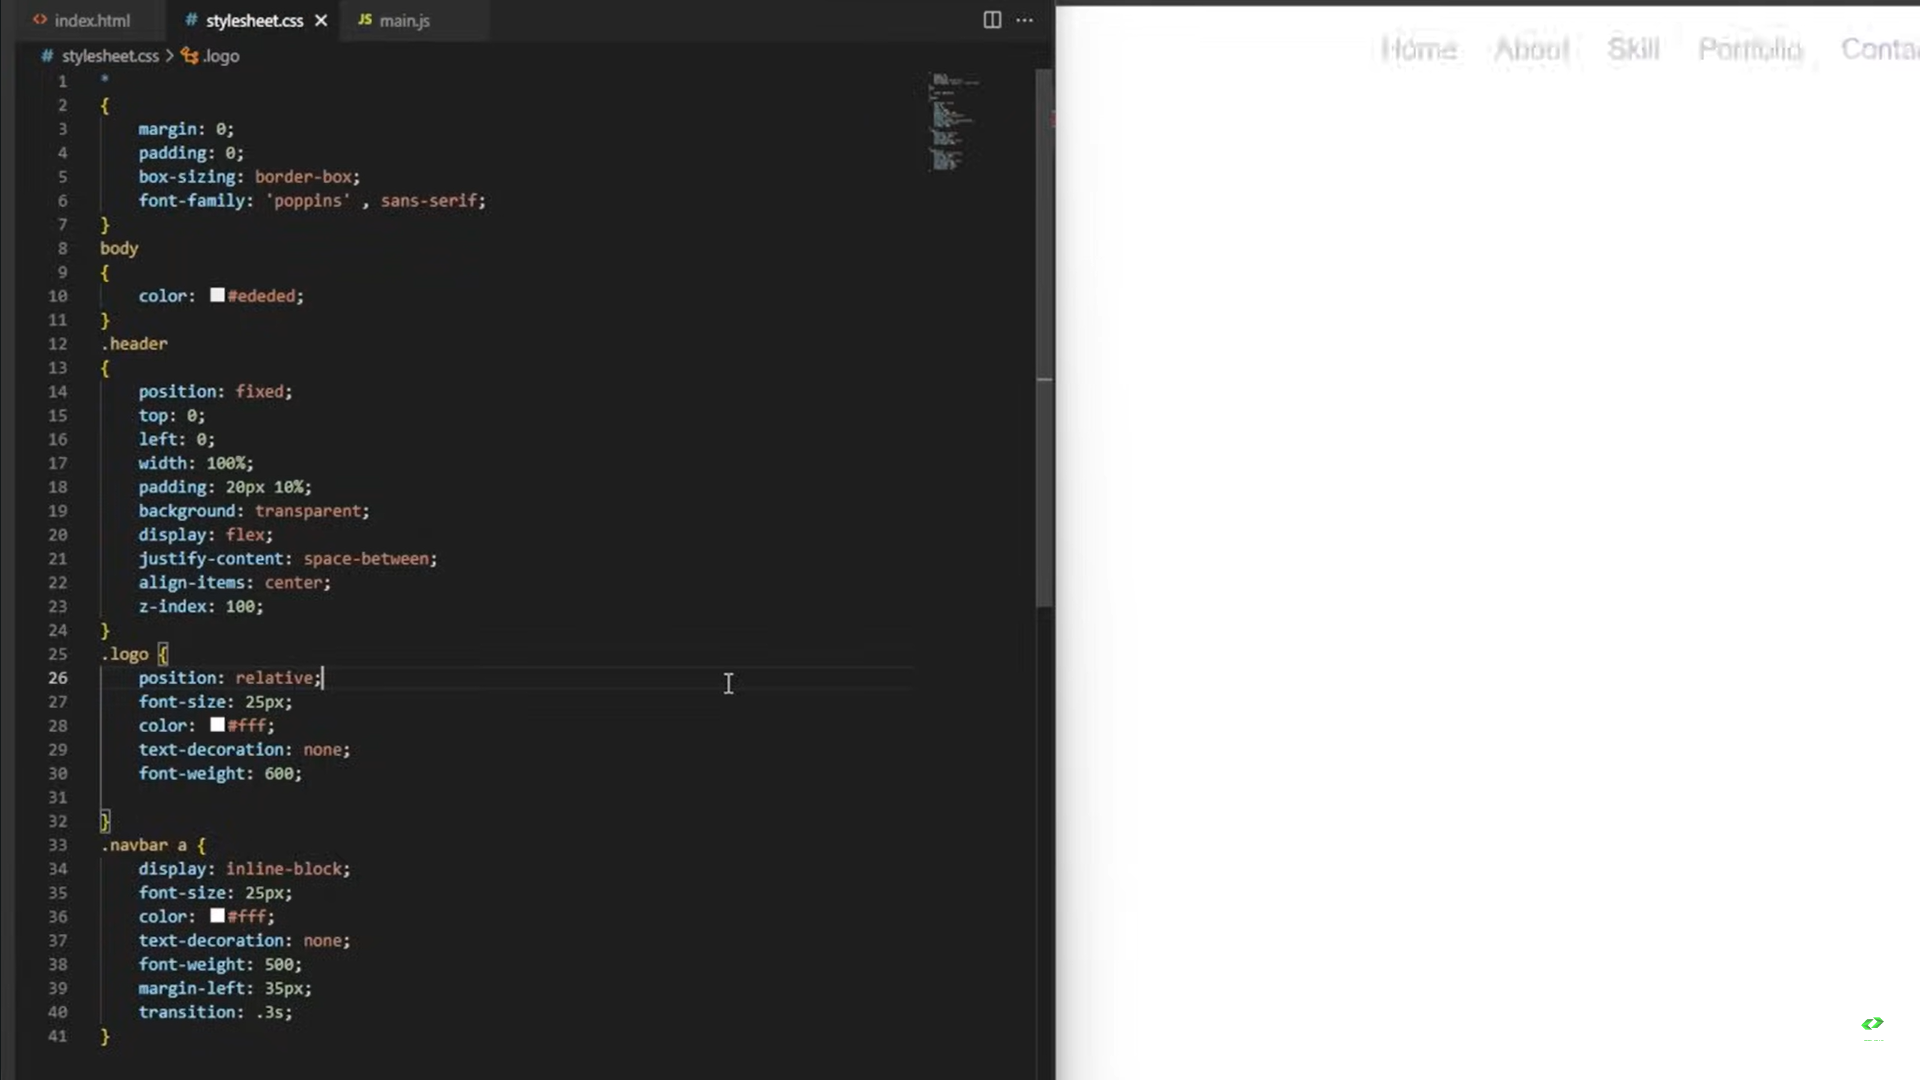 index.html
# stylesheet.css
JS main.js
# stylesheet.css > .logo
1 *
2 {
3 margin: 0;
4 padding: 0;
5 box-sizing: border-box;
6 font-family: 'poppins' , sans-serif;
7 }
8 body
9 {
10 color: #ededed;
11 }
12 .header
13 {
14 position: fixed;
15 top: 0;
16 left: 0;
17 width: 100%;
18 padding: 20px 10%;
19 background: transparent;
20 display: flex;
21 justify-content: space-between;
22 align-items: center;
23 z-index: 100;
24 }
25 .logo {
26 position: relative;
27 font-size: 25px;
28 color: #fff;
29 text-decoration: none;
30 font-weight: 600;
31
32 }
33 .navbar a {
34 display: inline-block;
35 font-size: 25px;
36 color: #fff;
37 text-decoration: none;
38 font-weight: 500;
39 margin-left: 35px;
40 transition: .3s;
41 }
Home About Skill Portfolio Contac